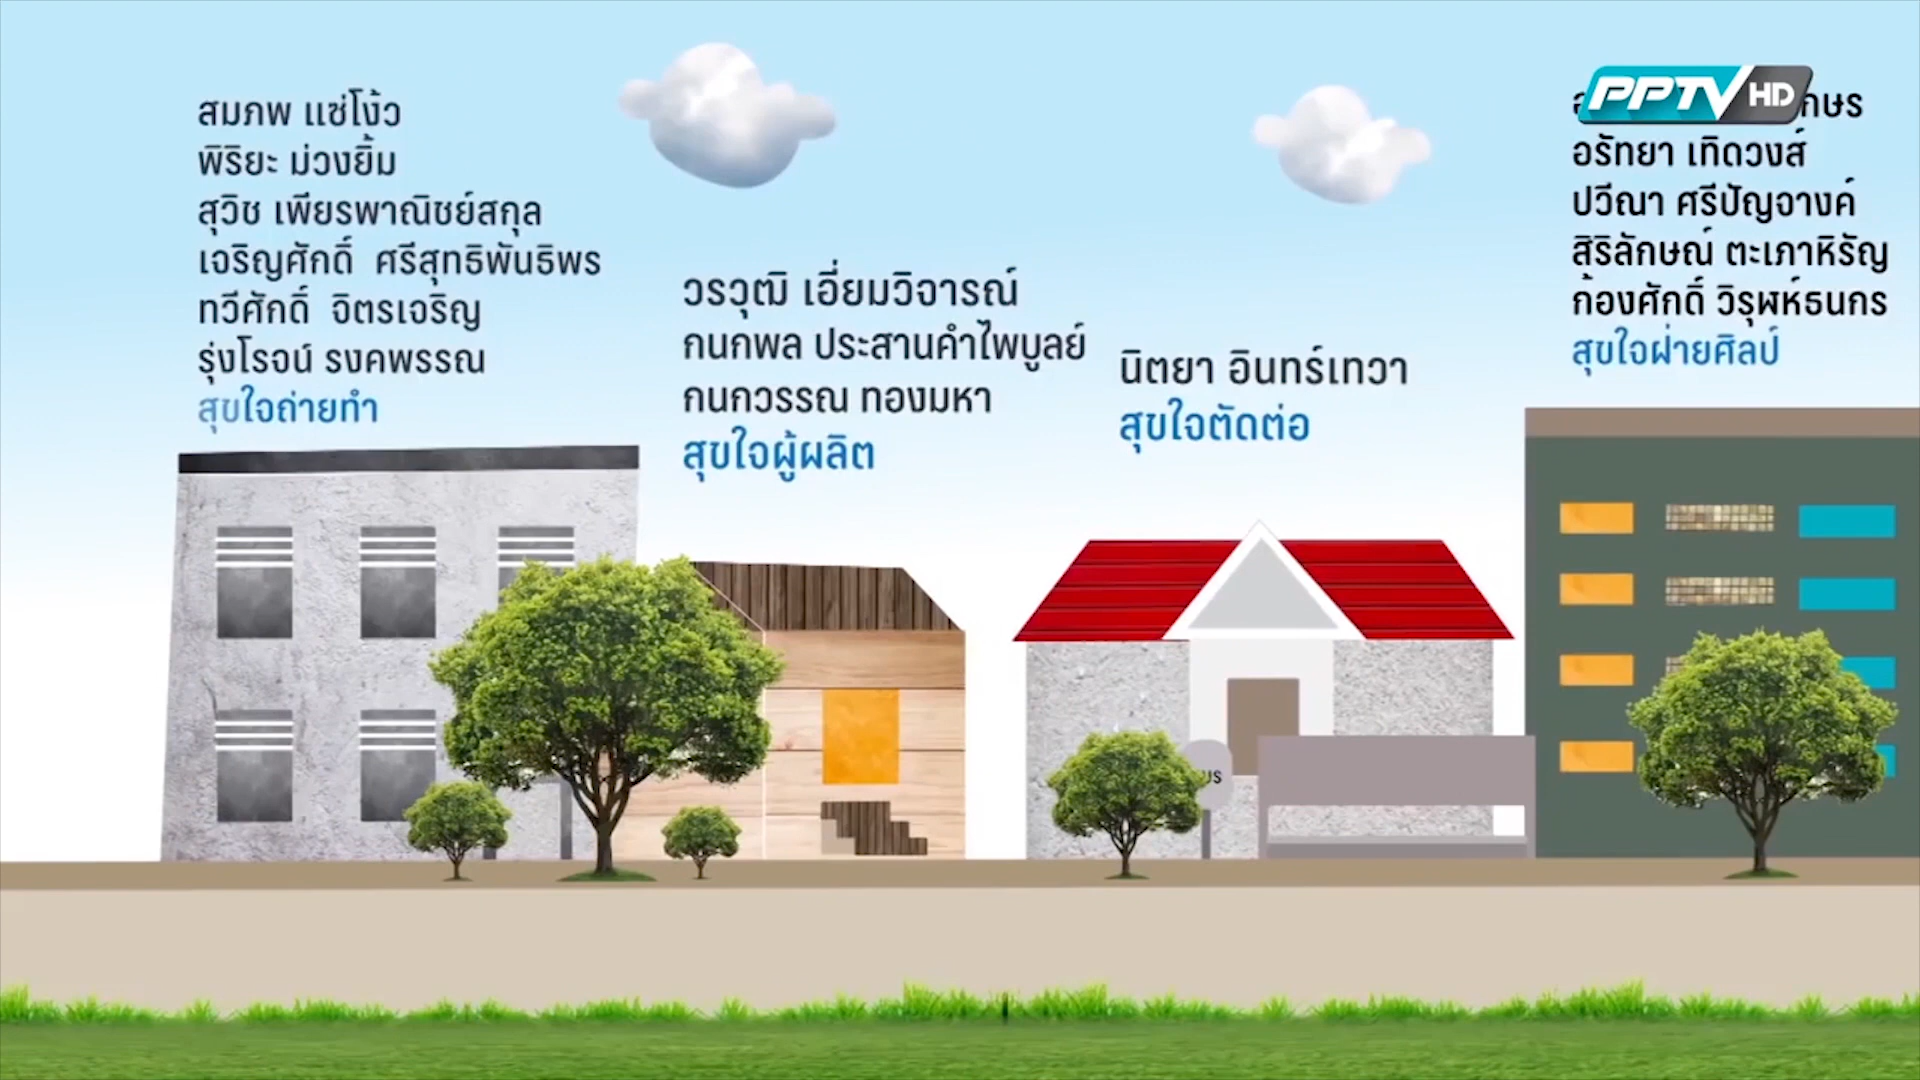 สมภพ แซ่โง้ว
พิริยะ ม่วงยิ้ม
สุวิช เพียรพาณิชย์สกุล
เจริญศักดิ์ ศรีสุทธิพันธิพร
ทวีศักดิ์ จิตรเจริญ
รุ่งโรจน์ รงคพรรณ
สุขใจถ่ายทำ
วรวุฒิ เอี่ยมวิจารณ์
กนกพล ประสานคำไพบูลย์
กนกวรรณ ทองมหา
สุขใจผู้ผลิต
นิตยา อินทร์เทวา
สุขใจตัดต่อ
PPTV HD
อรัทยา เทิดวงส์
ปวีณา ศรีปัญจางค์
สิริลักษณ์ ตะเภาหิรัญ
ก้องศักดิ์ วิรุฬห์ธนกร
สุขใจฝ่ายศิลป์